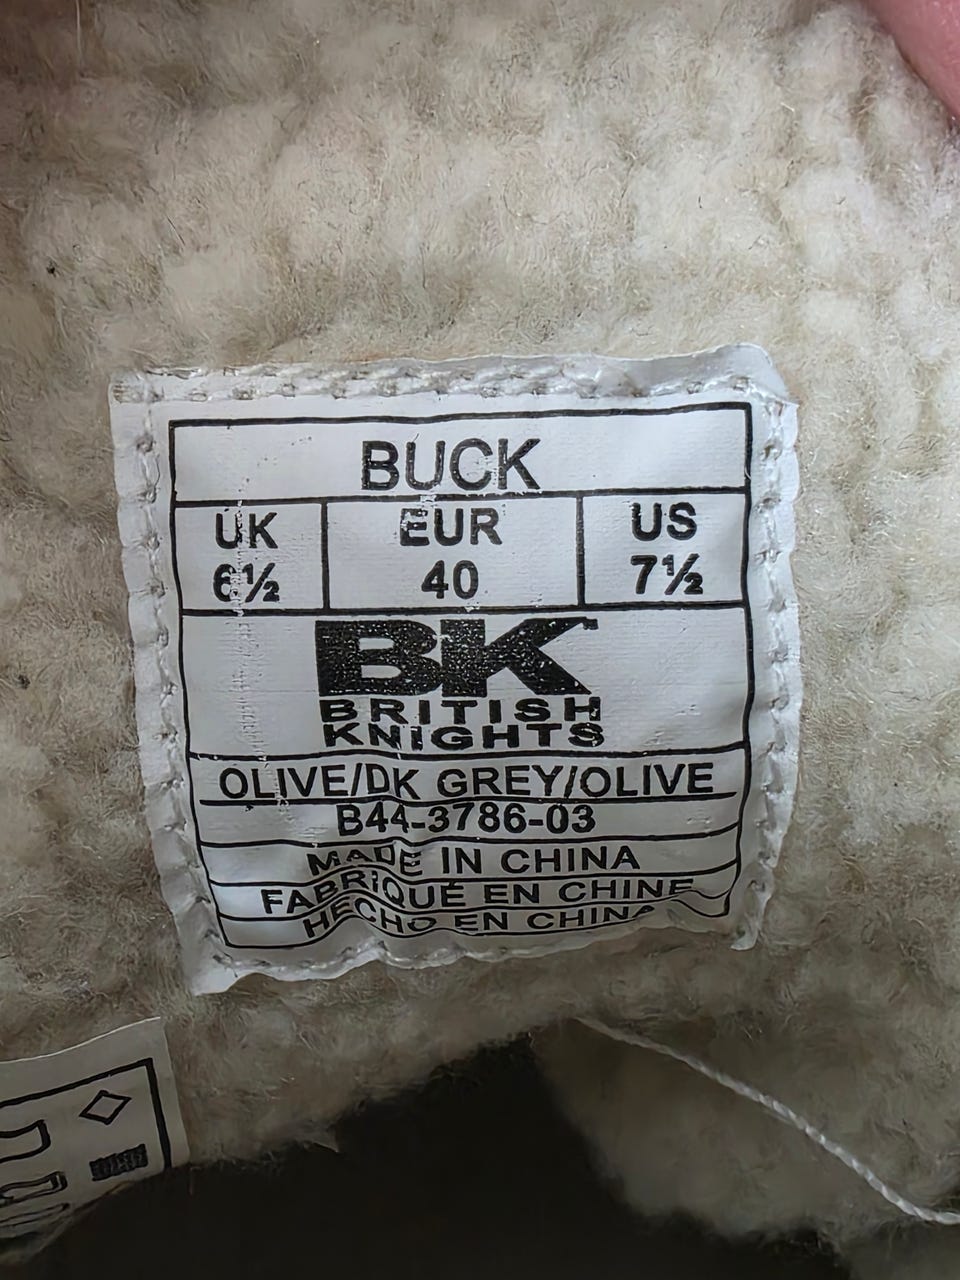 BUCK
UK EUR US
6½ 40 7½
BK
BRITISH
KNIGHTS
OLIVE/DK GREY/OLIVE
B44-3786-03
MADE IN CHINA
FABRIQUÉ EN CHINE
HECHO EN CHINA